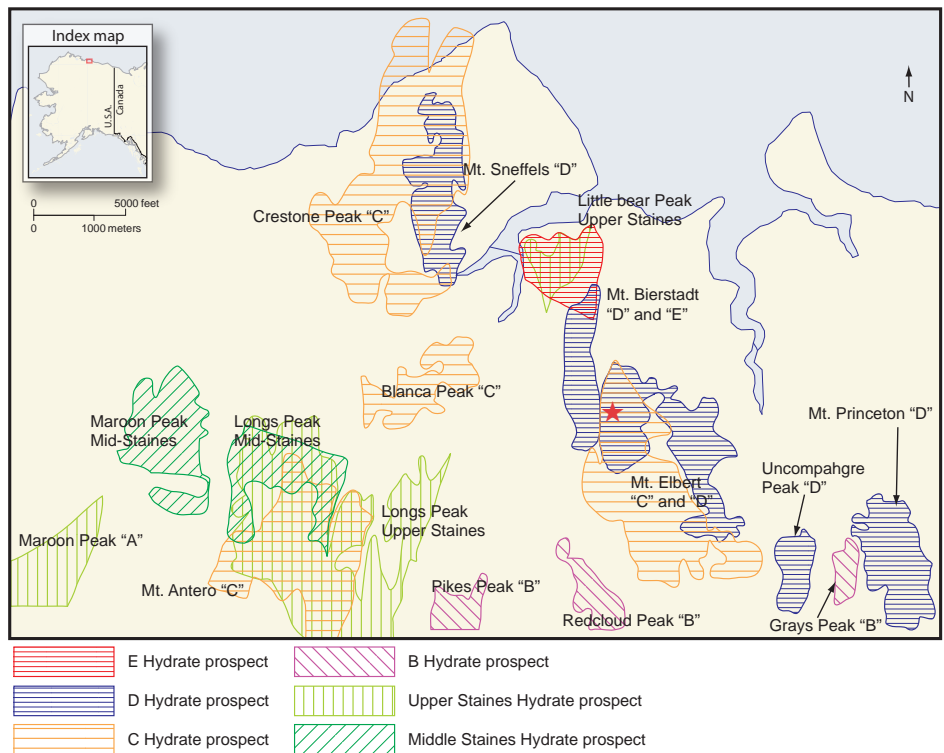 Index map
U.S.A.
Canada
N
0
5000 feet
0
1000 meters
Mt. Sneffels “D”
Crestone Peak “C”
Little bear Peak
Upper Staines
Mt. Bierstadt
“D” and “E”
Blanca Peak “C”
Maroon Peak
Mid-Staines
Longs Peak
Mid-Staines
Mt. Princeton “D”
Uncompahgre
Peak “D”
Mt. Elbert
“C” and “D”
Longs Peak
Upper Staines
Maroon Peak “A”
Mt. Antero “C”
Pikes Peak “B”
Redcloud Peak “B”
Grays Peak “B”
E Hydrate prospect
B Hydrate prospect
D Hydrate prospect
Upper Staines Hydrate prospect
C Hydrate prospect
Middle Staines Hydrate prospect